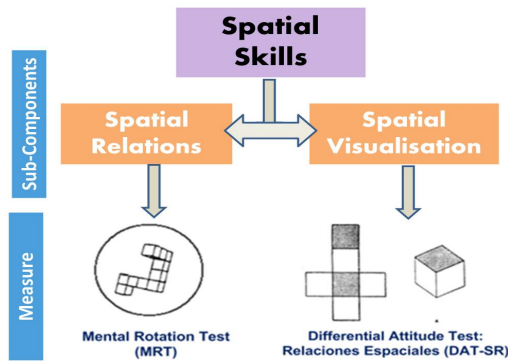 Spatial
Skills
Sub-Components
Spatial
Relations
Spatial
Visualisation
Measure
Mental Rotation Test
(MRT)
Differential Attitude Test:
Relaciones Espaciales (DAT-SR)